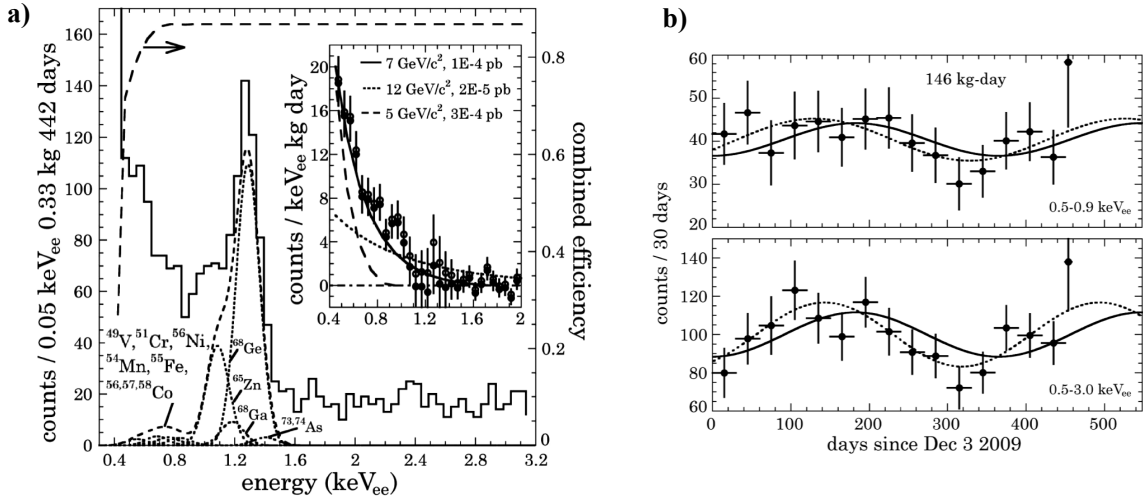 a)
counts / 0.05 keVₑₑ 0.33 kg 442 days
160
140
120
100
80
60
40
20
0
0.4 0.8 1.2 1.6 2 2.4 2.8 3.2
energy (keVₑₑ)
0.8
0.6
0.4
0.2
0
combined efficiency
⁴⁹V,⁵¹Cr,⁵⁶Ni,
⁵⁴Mn,⁵⁵Fe,
⁵⁶,⁵⁷,⁵⁸Co
⁶⁸Ge
⁶⁵Zn
⁶⁸Ga
⁷³,⁷⁴As
counts / keVₑₑ kg day
20
16
12
8
4
0
0.4 0.8 1.2 1.6 2
7 GeV/c², 1E-4 pb
12 GeV/c², 2E-5 pb
5 GeV/c², 3E-4 pb
b)
counts / 30 days
60
50
40
30
20
146 kg-day
0.5-0.9 keVₑₑ
140
120
100
80
60
0.5-3.0 keVₑₑ
0 100 200 300 400 500
days since Dec 3 2009